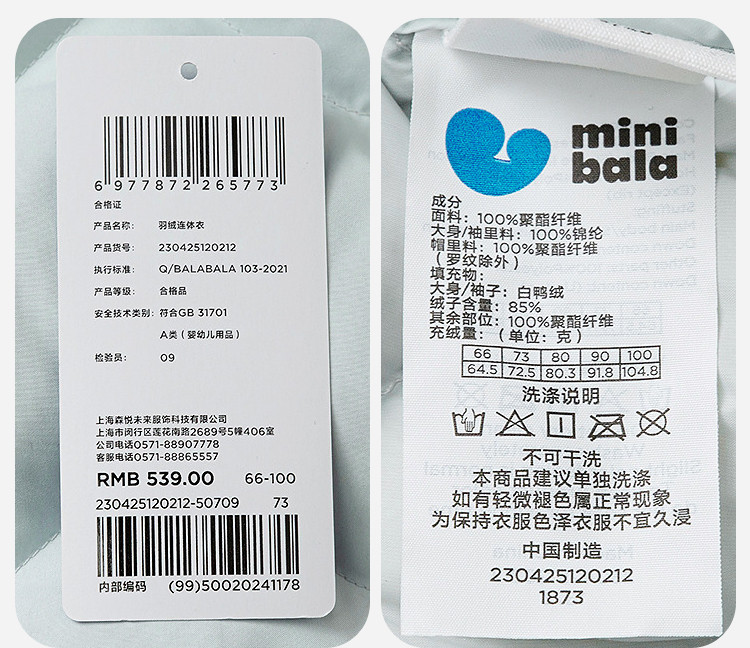 6 977872 265773
合格证
产品名称: 羽绒连体衣
产品货号: 230425120212
执行标准: Q/BALABALA 103-2021
产品等级: 合格品
安全技术类别: 符合GB 31701
A类（婴幼儿用品）
检验员: 09
上海森悦未来服饰科技有限公司
上海市闵行区莲花南路2689号5幢406室
公司电话0571-88907778
客服电话0571-88865557
RMB 539.00 66-100
230425120212-50709 73
内部编码 (99)50020241178
mini
bala
成分
面料: 100%聚酯纤维
大身/袖里料: 100%锦纶
帽里料: 100%聚酯纤维
（罗纹除外）
填充物:
大身/袖子: 白鸭绒
绒子含量: 85%
其余部位: 100%聚酯纤维
充绒量: （单位: 克）
66 73 80 90 100
64.5 72.5 80.3 91.8 104.8
洗涤说明
不可干洗
本商品建议单独洗涤
如有轻微褪色属正常现象
为保持衣服色泽衣服不宜久浸
中国制造
230425120212
1873